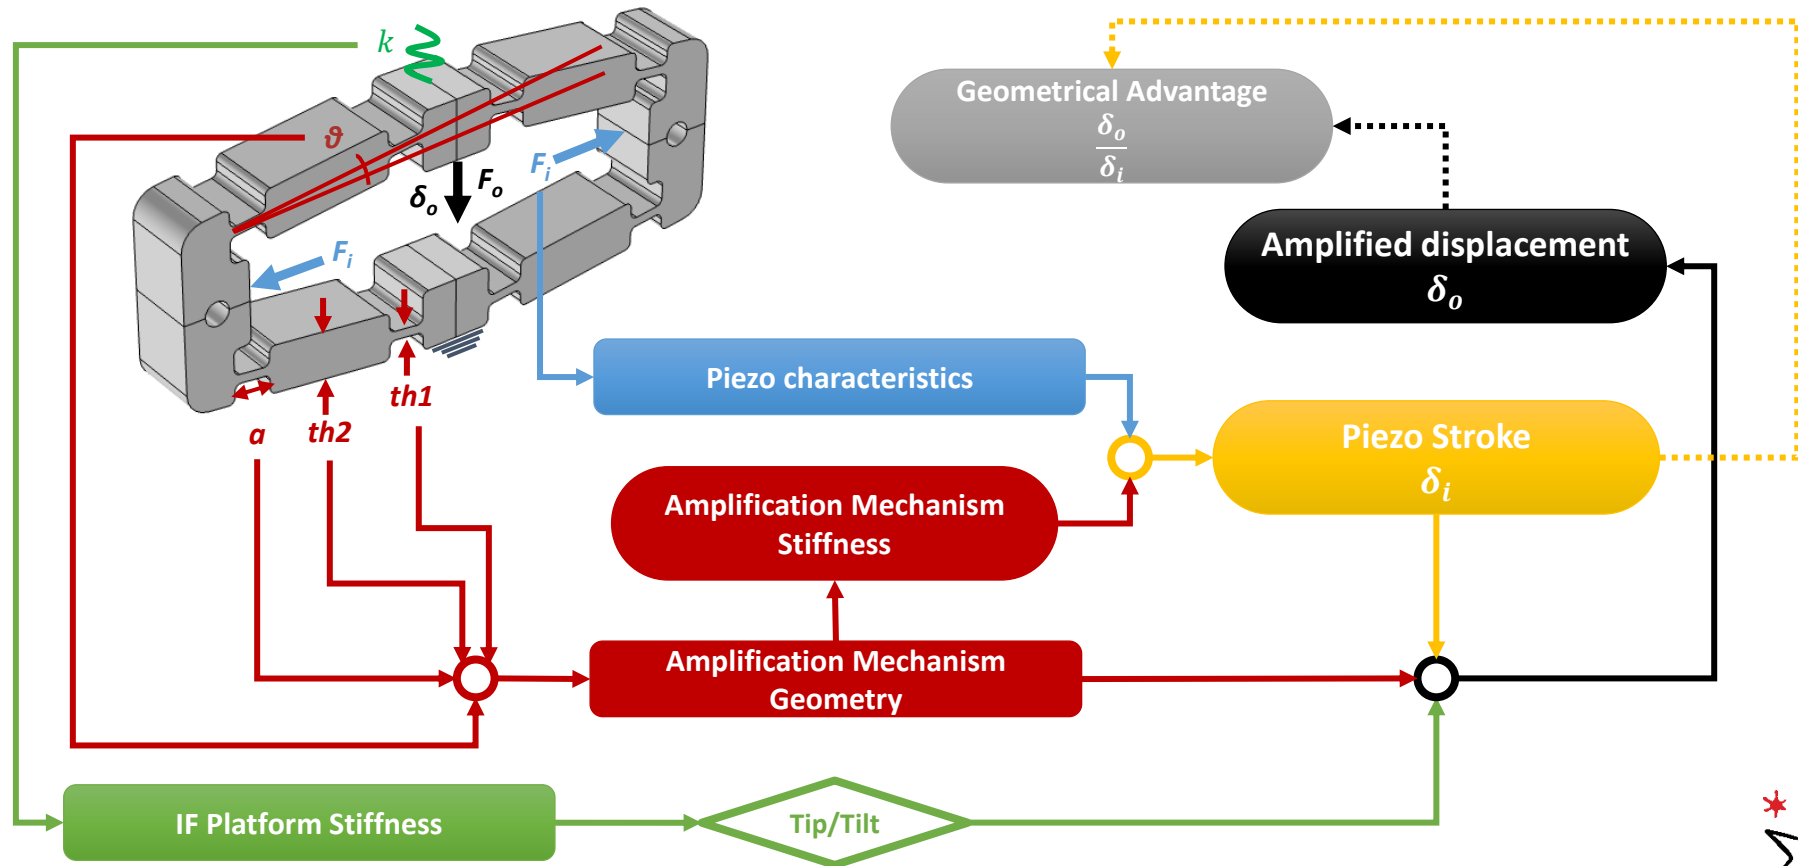 k
Geometrical Advantage
δₒ
δᵢ
ϑ
Fᵢ
Fₒ
δₒ
Amplified displacement
δₒ
Fᵢ
Piezo characteristics
th1
th2
a
Piezo Stroke
δᵢ
Amplification Mechanism
Stiffness
Amplification Mechanism
Geometry
IF Platform Stiffness
Tip/Tilt